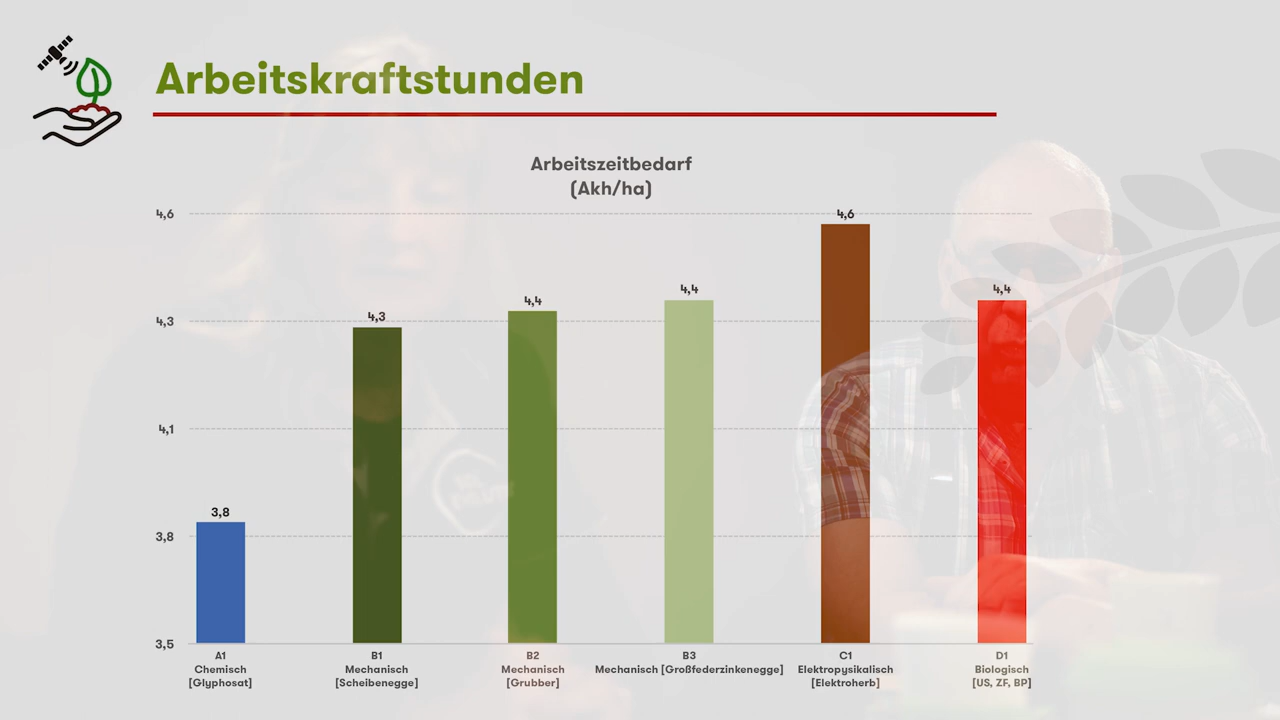 Arbeitskraftstunden
Arbeitszeitbedarf
(Akh/ha)
4,6
4,3
4,1
3,8
3,5
3,8
4,3
4,4
4,4
4,6
4,4
A1
Chemisch
[Glyphosat]
B1
Mechanisch
[Scheibenegge]
B2
Mechanisch
[Grubber]
B3
Mechanisch [Großfederzinkenegge]
C1
Elektropysikalisch
[Elektroherb]
D1
Biologisch
[US, ZF, BP]